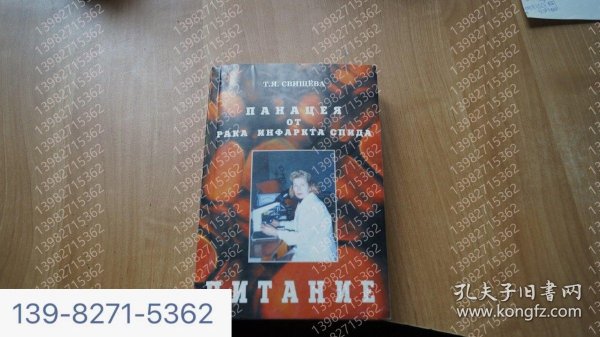 Т.Я. СВИЩЁВА
ПАНАЦЕЯ
ОТ
РАКА ИНФАРКТА СПИДА
ПИТАНИЕ
139-8271-5362
孔夫子旧书网
www.kongfz.com
13982715362